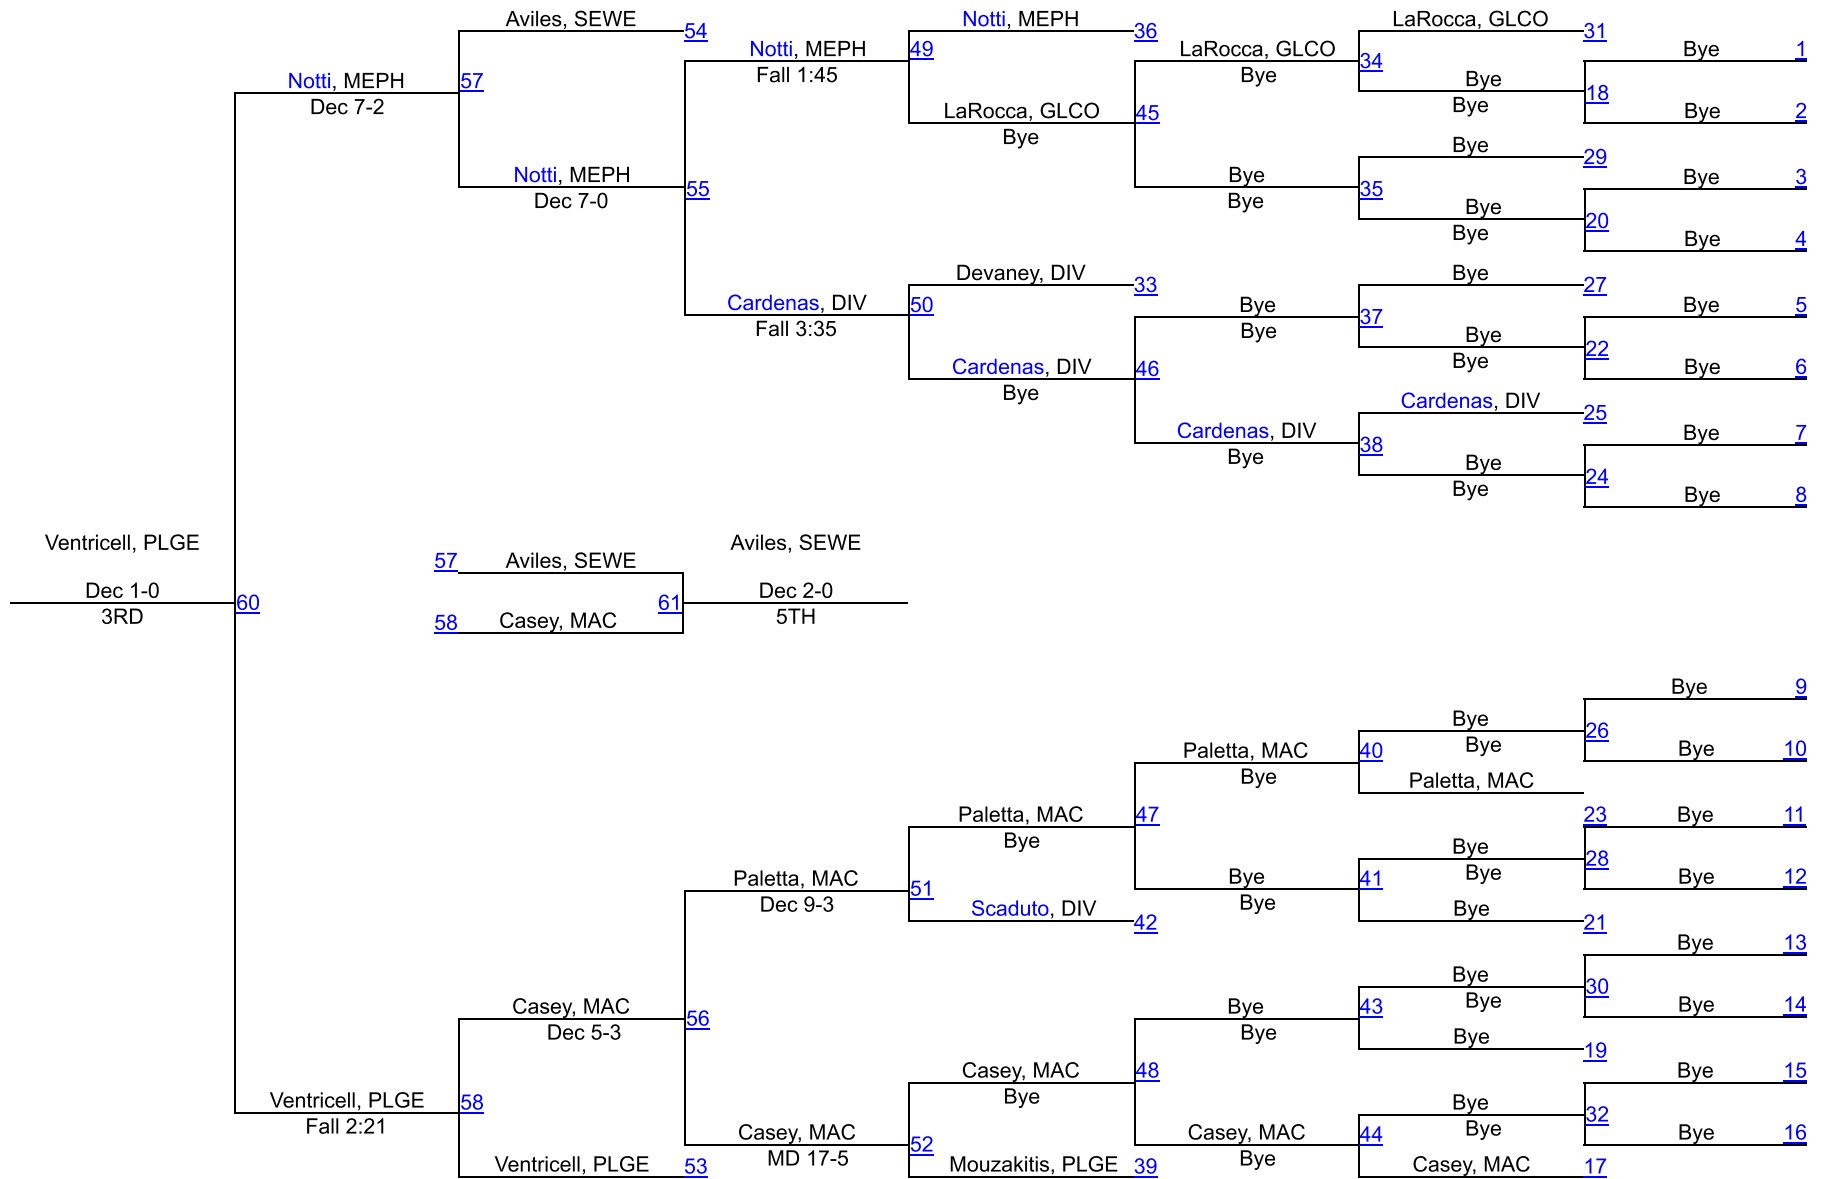 Aviles, SEWE
54
Notti, MEPH
36
LaRocca, GLCO
31
Notti, MEPH
Fall 1:45
49
LaRocca, GLCO
Bye
34
Bye
1
Notti, MEPH
Dec 7-2
57
Bye
Bye
18
LaRocca, GLCO
Bye
45
Bye
2
Bye
29
Notti, MEPH
Dec 7-0
55
Bye
Bye
35
Bye
3
Bye
Bye
20
Bye
4
Devaney, DIV
33
Bye
27
Cardenas, DIV
Fall 3:35
50
Bye
Bye
37
Bye
5
Bye
Bye
22
Cardenas, DIV
Bye
46
Bye
6
Cardenas, DIV
25
Cardenas, DIV
Bye
38
Bye
7
Bye
Bye
24
Bye
8
Ventricell, PLGE
Aviles, SEWE
57
Aviles, SEWE
Dec 1-0
3RD
60
61
Dec 2-0
5TH
58
Casey, MAC
Bye
9
Bye
Bye
26
Paletta, MAC
Bye
40
Bye
10
Paletta, MAC
Paletta, MAC
Bye
47
23
Bye
11
Bye
Bye
28
Paletta, MAC
Dec 9-3
51
Bye
Bye
41
Bye
12
Scaduto, DIV
42
Bye
21
Bye
13
Bye
Bye
30
Casey, MAC
Dec 5-3
56
Bye
Bye
43
Bye
14
Bye
19
Casey, MAC
Bye
48
Bye
15
Ventricell, PLGE
Fall 2:21
58
Bye
Bye
32
Casey, MAC
MD 17-5
52
Casey, MAC
Bye
44
Bye
16
Ventricell, PLGE
53
Mouzakitis, PLGE
39
Casey, MAC
17